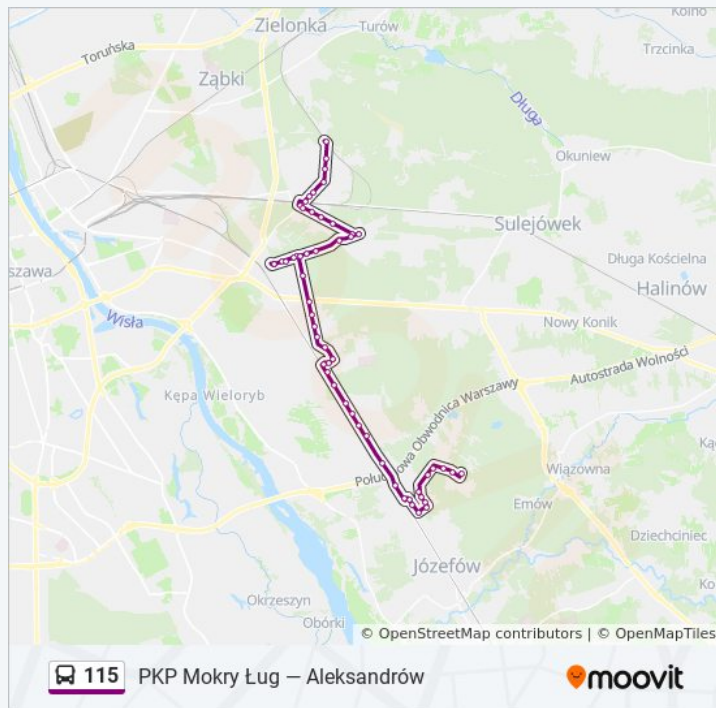 Zielonka
Kolno
Turów
Toruńska
Trzcinka
Ząbki
Długa
Okuniew
Sulejówek
Długa Kościelna
szawa
Halinów
Wisła
Nowy Konik
Autostrada Wolności
Kępa Wieloryb
Południowa Obwodnica Warszawy
Wiązowna
Emów
Dziechciniec
Józefów
Okrzeszyn
Obórki
© OpenStreetMap contributors | © OpenMapTiles
115 PKP Mokry Ług — Aleksandrów
moovit